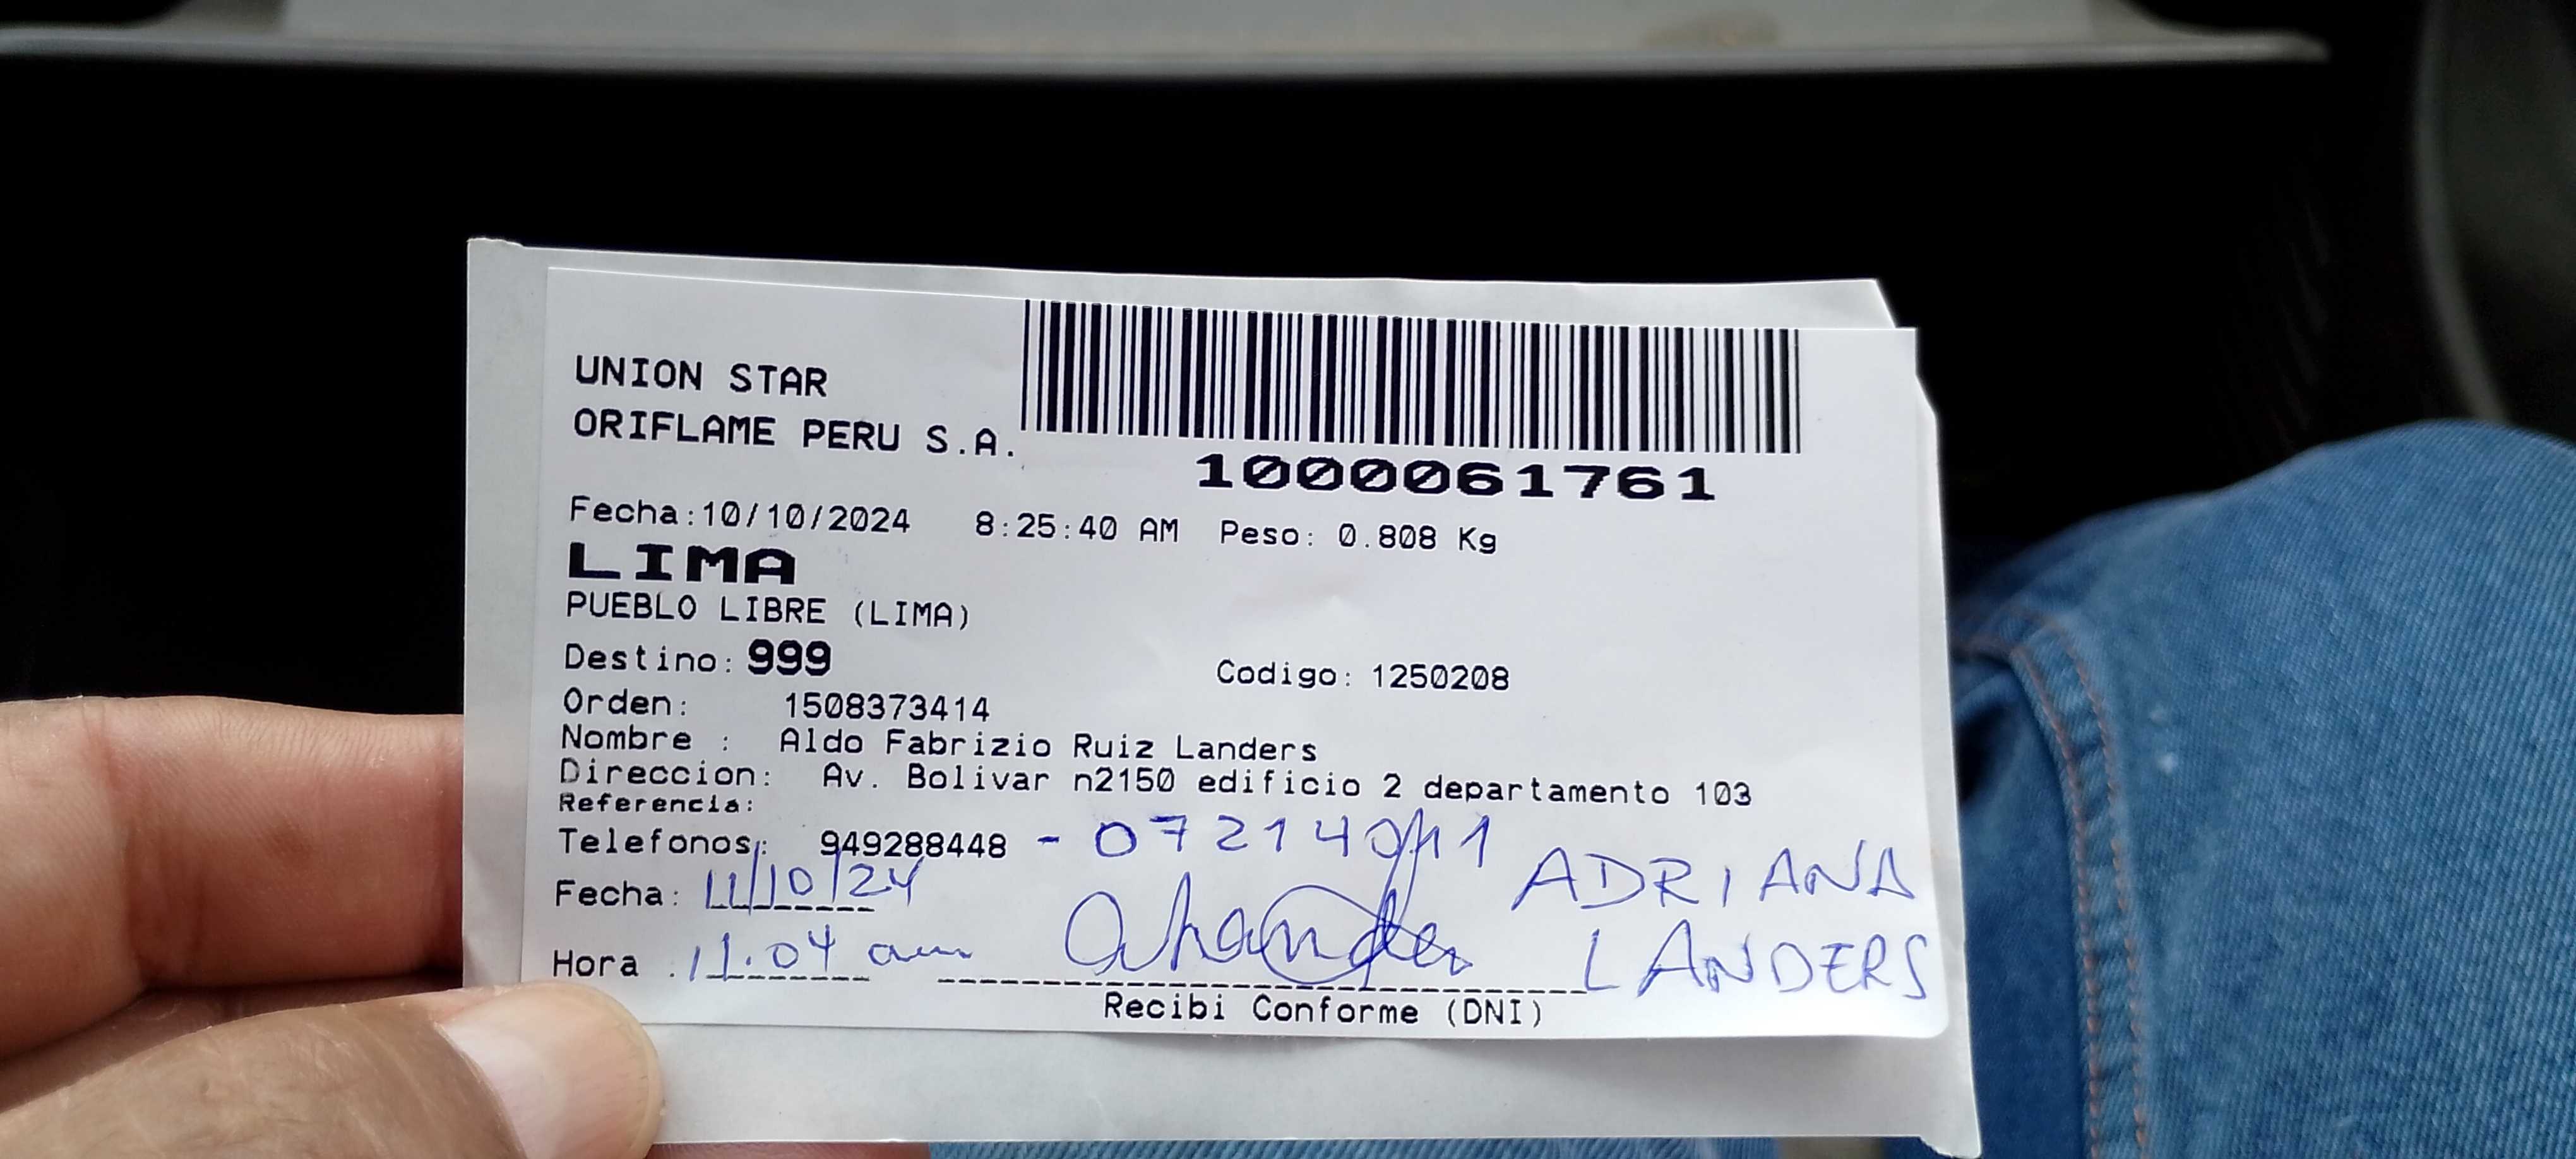 UNION STAR
ORIFLAME PERU S.A.
1000061761
Fecha:10/10/2024 8:25:40 AM Peso: 0.808 Kg
LIMA
PUEBLO LIBRE (LIMA)
Destino: 999 Codigo: 1250208
Orden: 1508373414
Nombre : Aldo Fabrizio Ruiz Landers
Direccion: Av. Bolivar n2150 edificio 2 departamento 103
Referencia:
Telefonos: 949288448 -
ADRIANA
Fecha: 11/10/24
LANDERS
Hora : 11.04 am
Recibi Conforme (DNI)